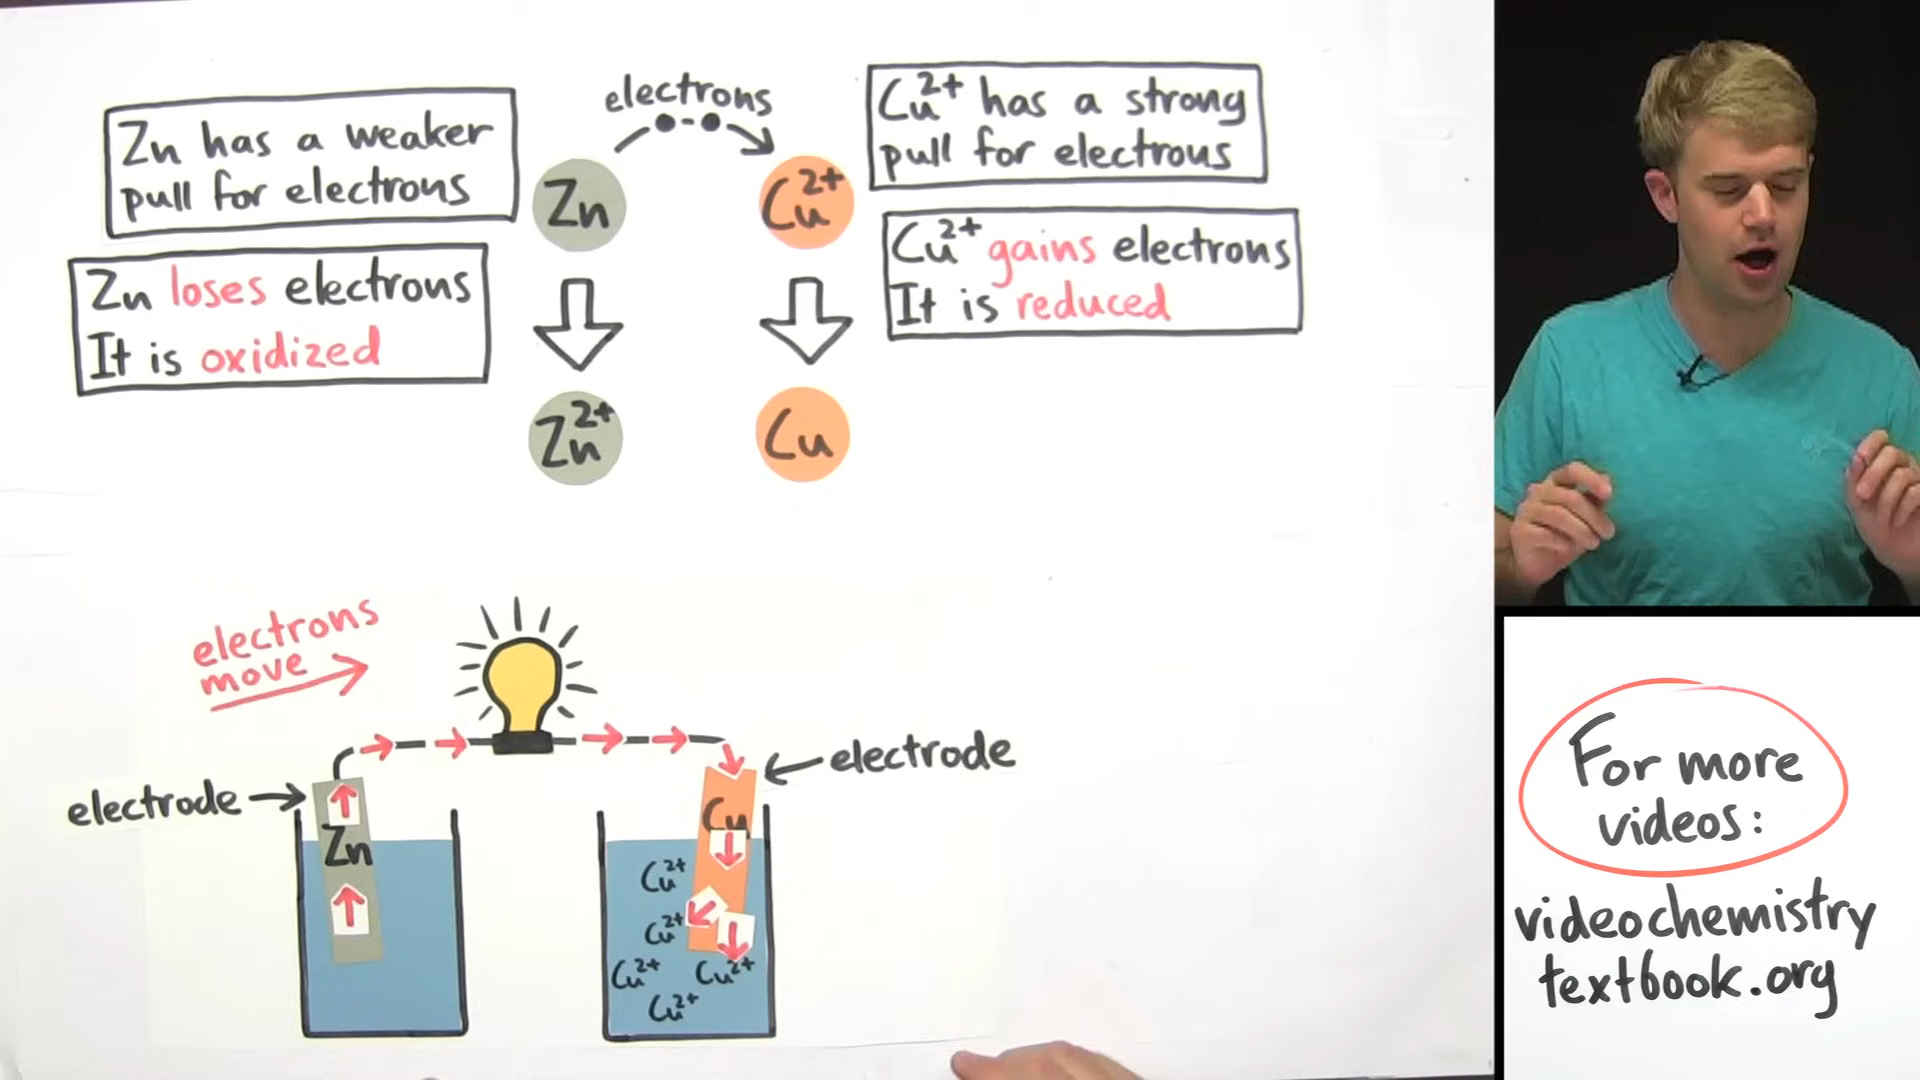 Zn has a weaker
pull for electrons
Zn loses electrons
It is oxidized
electrons
Zn
Cu²⁺
Zn²⁺
Cu
Cu²⁺ has a strong
pull for electrons
Cu²⁺ gains electrons
It is reduced
electrons
move
electrode
Zn
electrode
Cu
Cu²⁺
Cu²⁺
Cu²⁺
Cu²⁺
Cu²⁺
For more
videos:
videochemistry
textbook.org